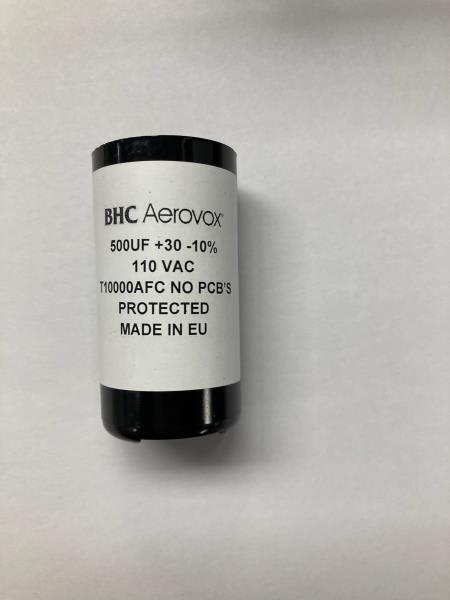 BHC Aerovox®
500UF +30 -10%
110 VAC
T10000AFC NO PCB'S
PROTECTED
MADE IN EU